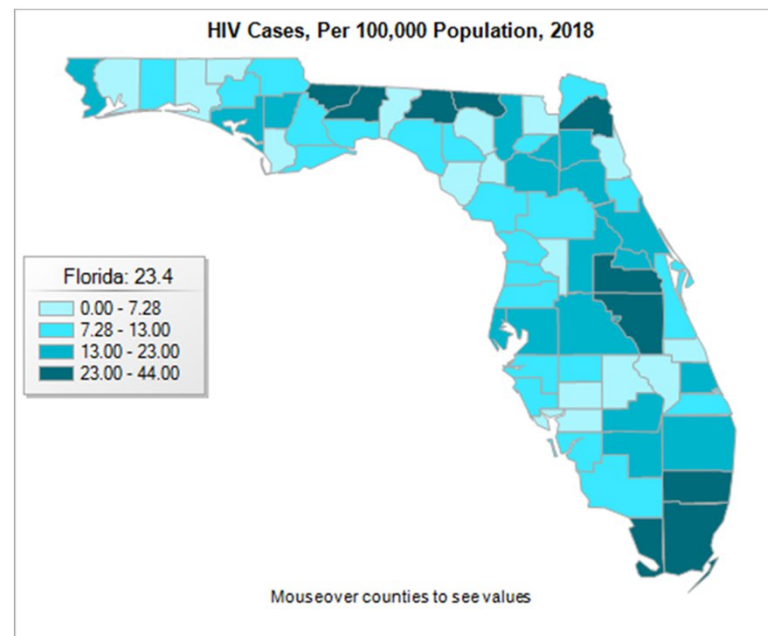 HIV Cases, Per 100,000 Population, 2018
Florida: 23.4
0.00 - 7.28
7.28 - 13.00
13.00 - 23.00
23.00 - 44.00
Mouseover counties to see values